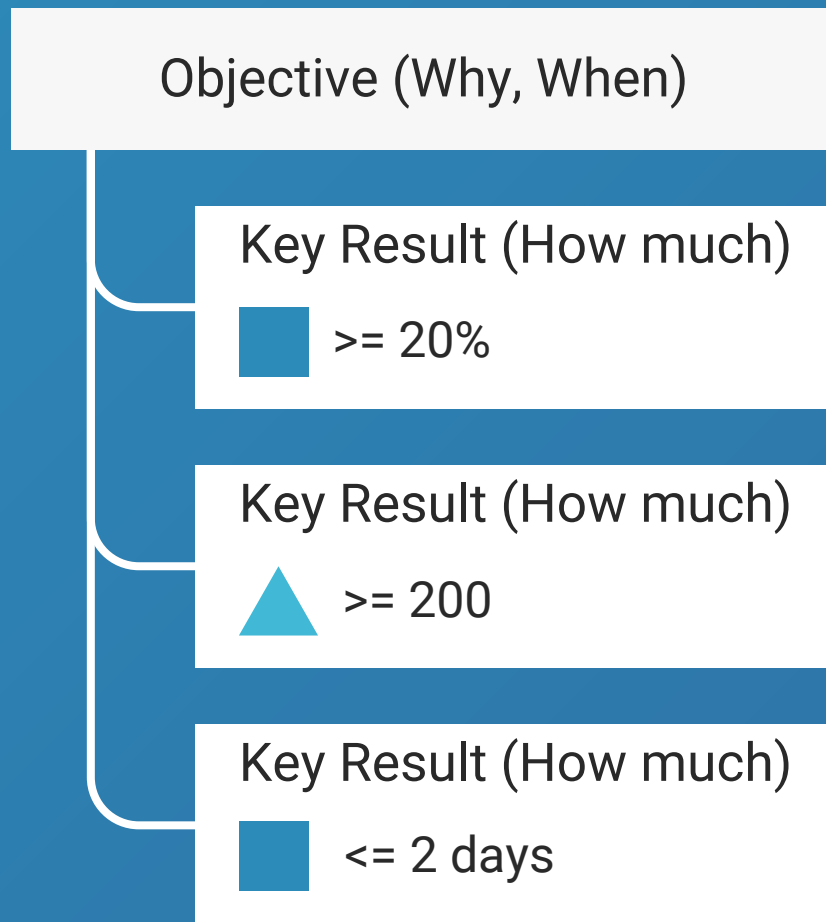 Objective (Why, When)
Key Result (How much)
>= 20%
Key Result (How much)
>= 200
Key Result (How much)
<= 2 days